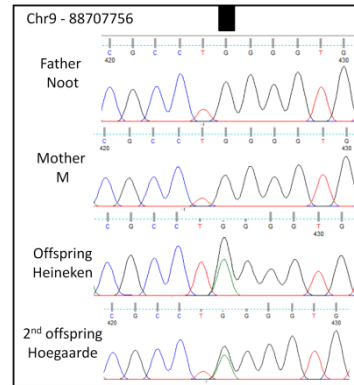 Chr9 - 88707756
C G C C T G G G G T G
420 430
Father
Noot
C G C C T G G G G T G
420 430
Mother
M
C G C C T - G G G T G
430
Offspring
Heineken
C G C C T G G G G T G
420 430
2nd offspring
Hoegaarde